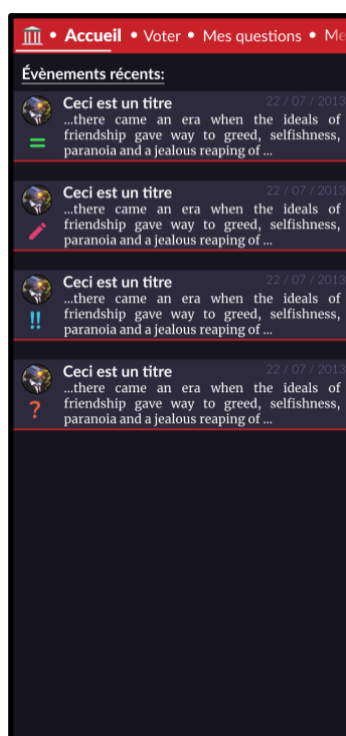 • Accueil • Voter • Mes questions • Me
Évènements récents:
Ceci est un titre 22 / 07 / 2013
...there came an era when the ideals of
friendship gave way to greed, selfishness,
paranoia and a jealous reaping of ...
=
Ceci est un titre 22 / 07 / 2013
...there came an era when the ideals of
friendship gave way to greed, selfishness,
paranoia and a jealous reaping of ...
Ceci est un titre 22 / 07 / 2013
...there came an era when the ideals of
friendship gave way to greed, selfishness,
paranoia and a jealous reaping of ...
!!
Ceci est un titre 22 / 07 / 2013
...there came an era when the ideals of
friendship gave way to greed, selfishness,
paranoia and a jealous reaping of ...
?